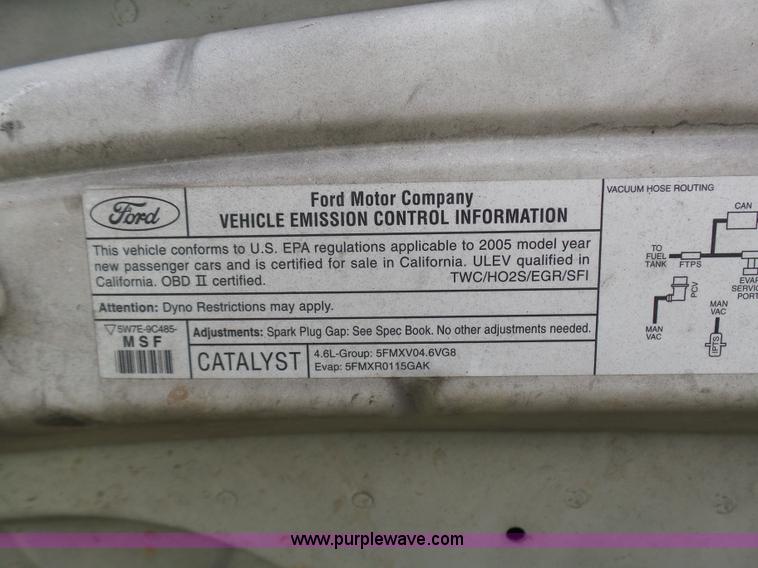 Ford
Ford Motor Company
VEHICLE EMISSION CONTROL INFORMATION
This vehicle conforms to U.S. EPA regulations applicable to 2005 model year
new passenger cars and is certified for sale in California. ULEV qualified in
California. OBD II certified. TWC/HO2S/EGR/SFI
Attention: Dyno Restrictions may apply.
5W7E-9C485-
MSF
Adjustments: Spark Plug Gap: See Spec Book. No other adjustments needed.
CATALYST
4.6L-Group: 5FMXV04.6VG8
Evap: 5FMXR0115GAK
VACUUM HOSE ROUTING
CAN
TO
FUEL
TANK
FTPS
EVAP
SERVICE
PORT
PCV
MAN
VAC
MAN
VAC
IPTS
www.purplewave.com